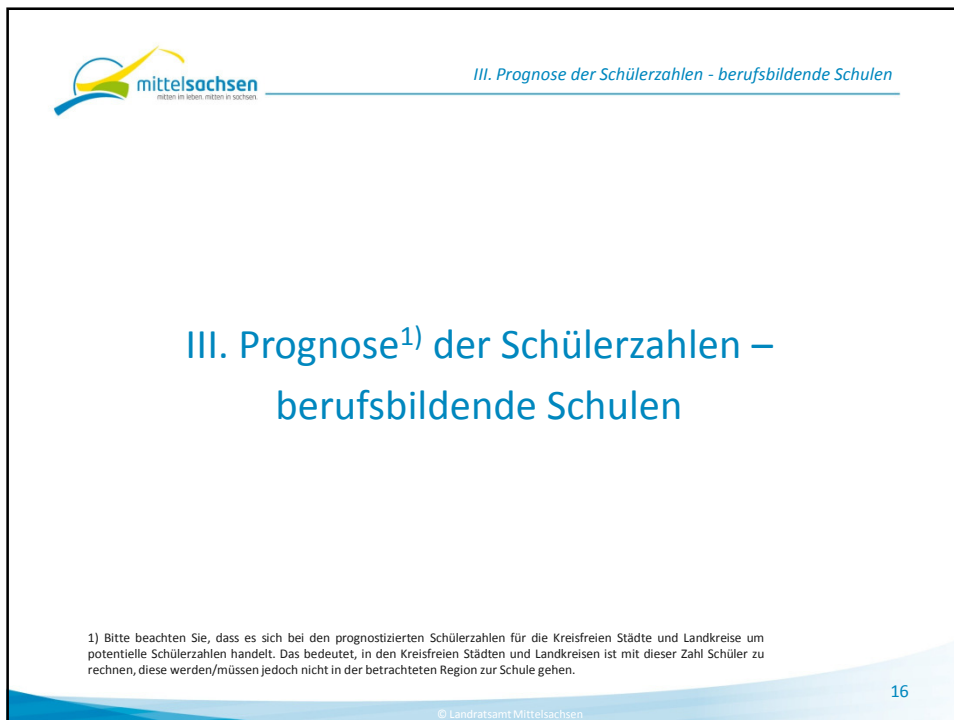 mittelsachsen
mitten im leben. mitten in sachsen.
III. Prognose der Schülerzahlen - berufsbildende Schulen
III. Prognose1) der Schülerzahlen –
berufsbildende Schulen
1) Bitte beachten Sie, dass es sich bei den prognostizierten Schülerzahlen für die Kreisfreien Städte und Landkreise um
potentielle Schülerzahlen handelt. Das bedeutet, in den Kreisfreien Städten und Landkreisen ist mit dieser Zahl Schüler zu
rechnen, diese werden/müssen jedoch nicht in der betrachteten Region zur Schule gehen.
16
© Landratsamt Mittelsachsen